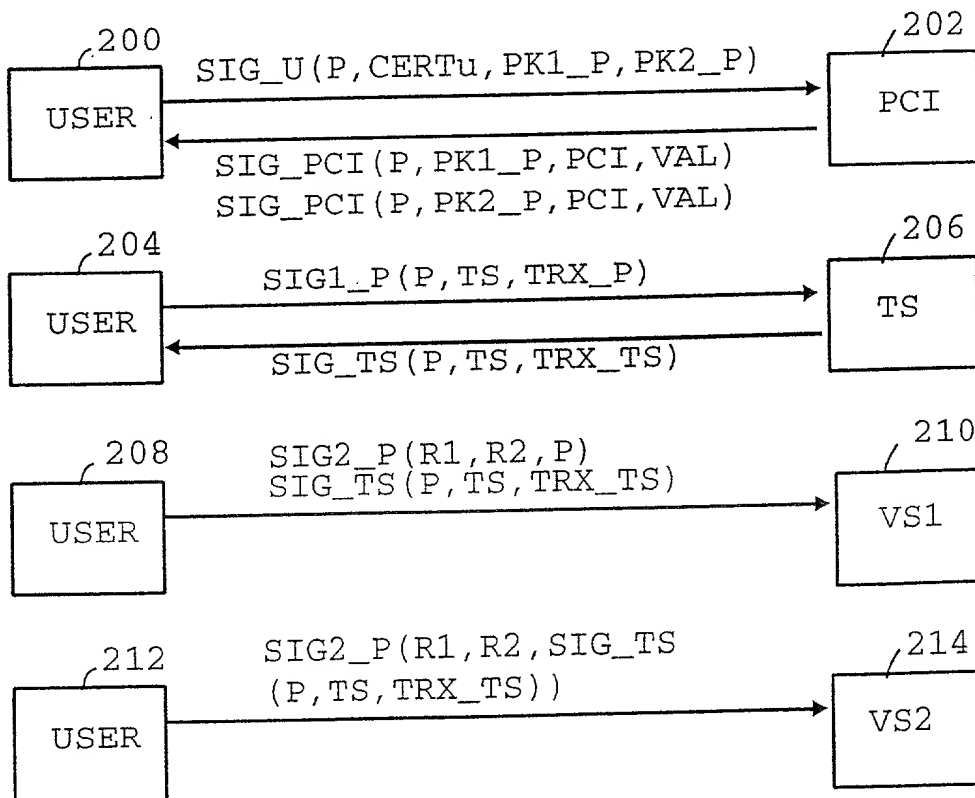 200
202
SIG_U(P,CERTu,PK1_P,PK2_P)
USER
PCI
SIG_PCI(P,PK1_P,PCI,VAL)
SIG_PCI(P,PK2_P,PCI,VAL)
204
206
SIG1_P(P,TS,TRX_P)
USER
TS
SIG_TS(P,TS,TRX_TS)
208
210
SIG2_P(R1,R2,P)
SIG_TS(P,TS,TRX_TS)
USER
VS1
212
214
SIG2_P(R1,R2,SIG_TS
(P,TS,TRX_TS))
USER
VS2